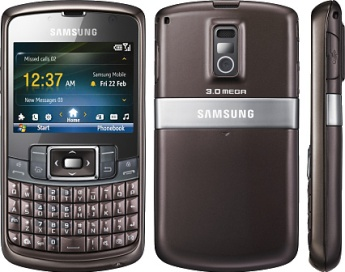 SAMSUNG
Missed calls 02
12:37 AM
Samsung Mobile
Fri 22 Feb
New Messages 03
Home
Start
Phonebook
3.0 MEGA
SAMSUNG